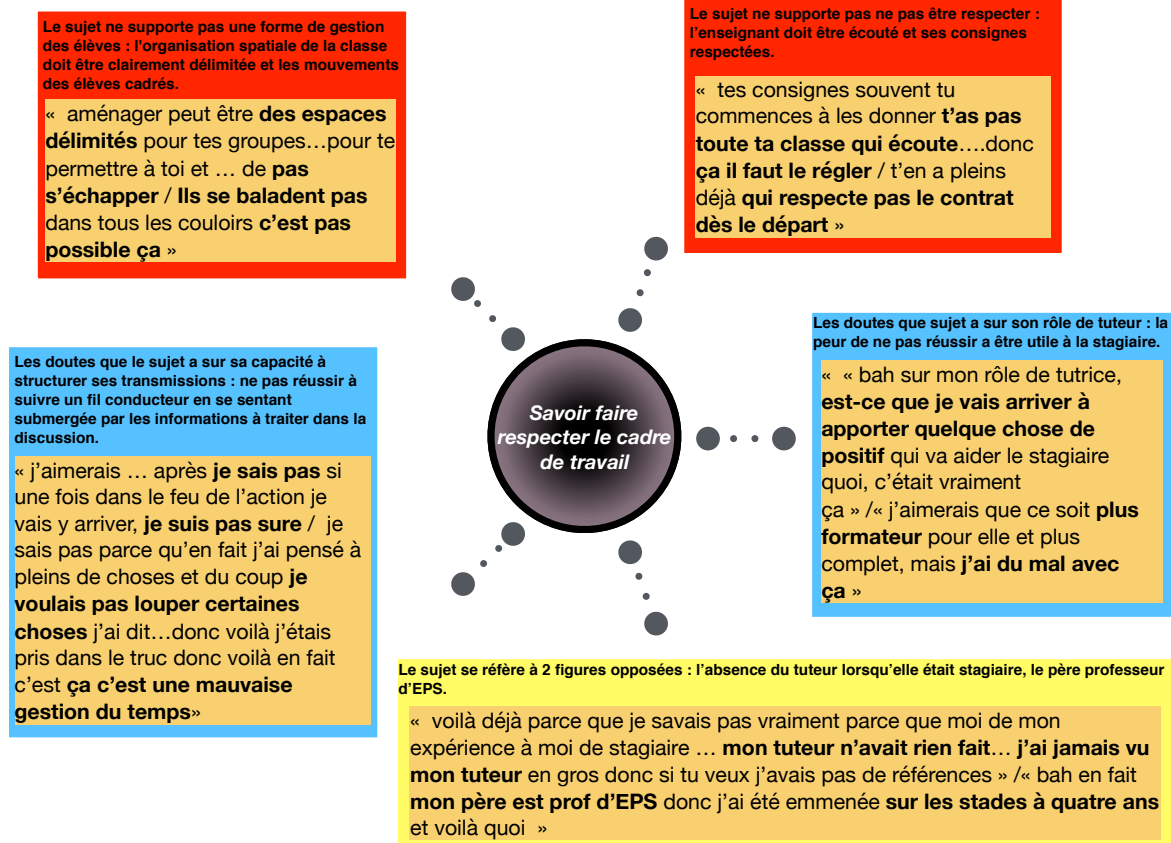 Le sujet ne supporte pas une forme de gestion
des élèves : l'organisation spatiale de la classe
doit être clairement délimitée et les mouvements
des élèves cadrés.
« aménager peut être des espaces
délimités pour tes groupes…pour te
permettre à toi et … de pas
s’échapper / Ils se baladent pas
dans tous les couloirs c’est pas
possible ça »
Le sujet ne supporte pas ne pas être respecter :
l’enseignant doit être écouté et ses consignes
respectées.
« tes consignes souvent tu
commences à les donner t’as pas
toute ta classe qui écoute….donc
ça il faut le régler / t’en a pleins
déjà qui respecte pas le contrat
dès le départ »
Les doutes que le sujet a sur sa capacité à
structurer ses transmissions : ne pas réussir à
suivre un fil conducteur en se sentant
submergée par les informations à traiter dans la
discussion.
« j’aimerais … après je sais pas si
une fois dans le feu de l’action je
vais y arriver, je suis pas sure / je
sais pas parce qu’en fait j’ai pensé à
pleins de choses et du coup je
voulais pas louper certaines
choses j’ai dit…donc voilà j’étais
pris dans le truc donc voilà en fait
c’est ça c’est une mauvaise
gestion du temps»
Savoir faire
respecter le cadre
de travail
Les doutes que sujet a sur son rôle de tuteur : la
peur de ne pas réussir a être utile à la stagiaire.
« « bah sur mon rôle de tutrice,
est-ce que je vais arriver à
apporter quelque chose de
positif qui va aider le stagiaire
quoi, c’était vraiment
ça » /« j’aimerais que ce soit plus
formateur pour elle et plus
complet, mais j’ai du mal avec
ça »
Le sujet se réfère à 2 figures opposées : l’absence du tuteur lorsqu’elle était stagiaire, le père professeur
d’EPS.
« voilà déjà parce que je savais pas vraiment parce que moi de mon
expérience à moi de stagiaire … mon tuteur n’avait rien fait… j’ai jamais vu
mon tuteur en gros donc si tu veux j’avais pas de références » /« bah en fait
mon père est prof d’EPS donc j’ai été emmenée sur les stades à quatre ans
et voilà quoi »